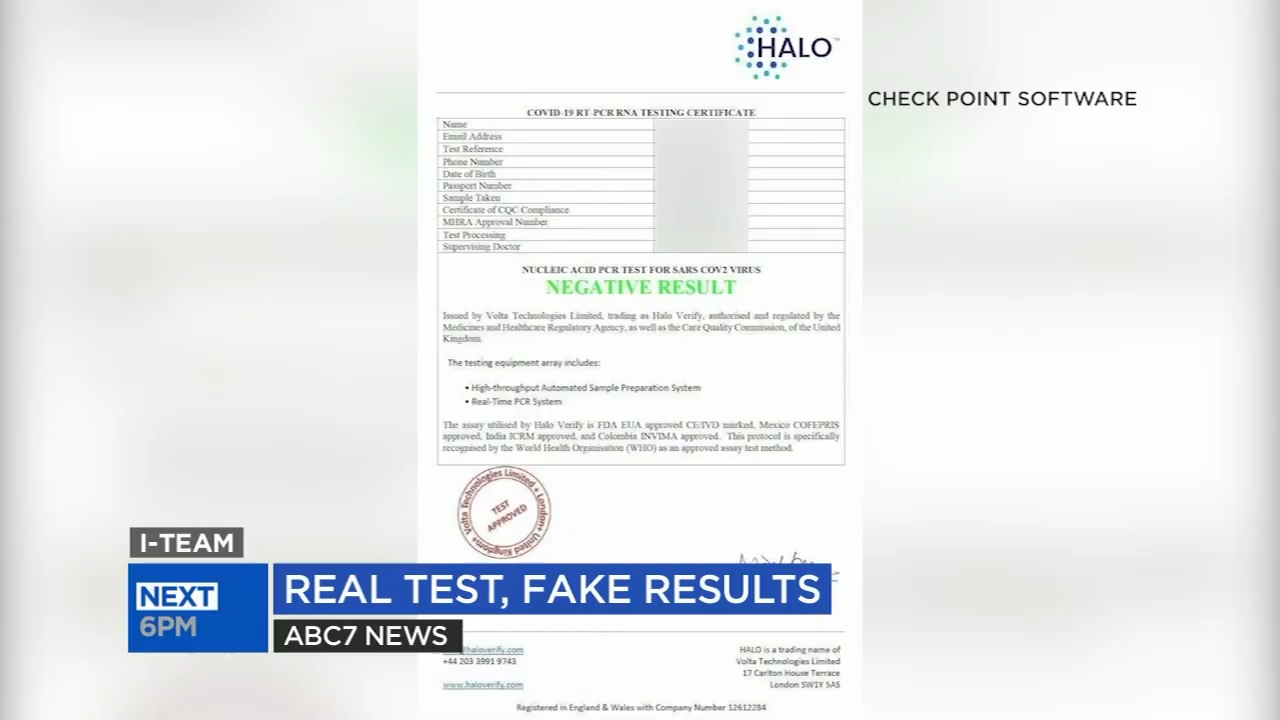 HALO™
CHECK POINT SOFTWARE
COVID-19 RT-PCR RNA TESTING CERTIFICATE
Name
Email Address
Test Reference
Phone Number
Date of Birth
Passport Number
Sample Taken
Certificate of CQC Compliance
MHRA Approval Number
Test Processing
Supervising Doctor
NUCLEIC ACID PCR TEST FOR SARS COV2 VIRUS
NEGATIVE RESULT
Issued by Volta Technologies Limited, trading as Halo Verify, authorised and regulated by the
Medicines and Healthcare Regulatory Agency, as well as the Care Quality Commission, of the United
Kingdom.
The testing equipment array includes:
• High-throughput Automated Sample Preparation System
• Real-Time PCR System
The assay utilised by Halo Verify is FDA EUA approved CE/IVD marked, Mexico COFEPRIS
approved, India ICRM approved, and Colombia INVIMA approved. This protocol is specifically
recognised by the World Health Organisation (WHO) as an approved assay test method.
Volta Technologies Limited • London • United Kingdom •
TEST
APPROVED
I-TEAM
NEXT
6PM
REAL TEST, FAKE RESULTS
ABC7 NEWS
haloverify.com
+44 203 3991 9743
www.haloverify.com
HALO is a trading name of
Volta Technologies Limited
17 Carlton House Terrace
London SW1Y 5AS
Registered in England & Wales with Company Number 12612284